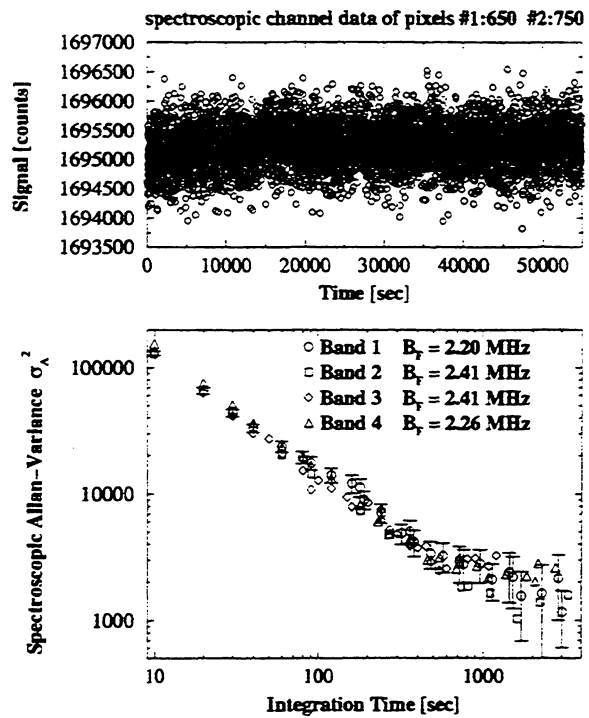 spectroscopic channel data of pixels #1:650 #2:750
1697000
1696500
1696000
1695500
1695000
1694500
1694000
1693500
Signal [counts]
0 10000 20000 30000 40000 50000
Time [sec]
Band 1 B_F = 2.20 MHz
Band 2 B_F = 2.41 MHz
Band 3 B_F = 2.41 MHz
Band 4 B_F = 2.26 MHz
100000
10000
1000
Spectroscopic Allan-Variance σ_A^2
10 100 1000
Integration Time [sec]